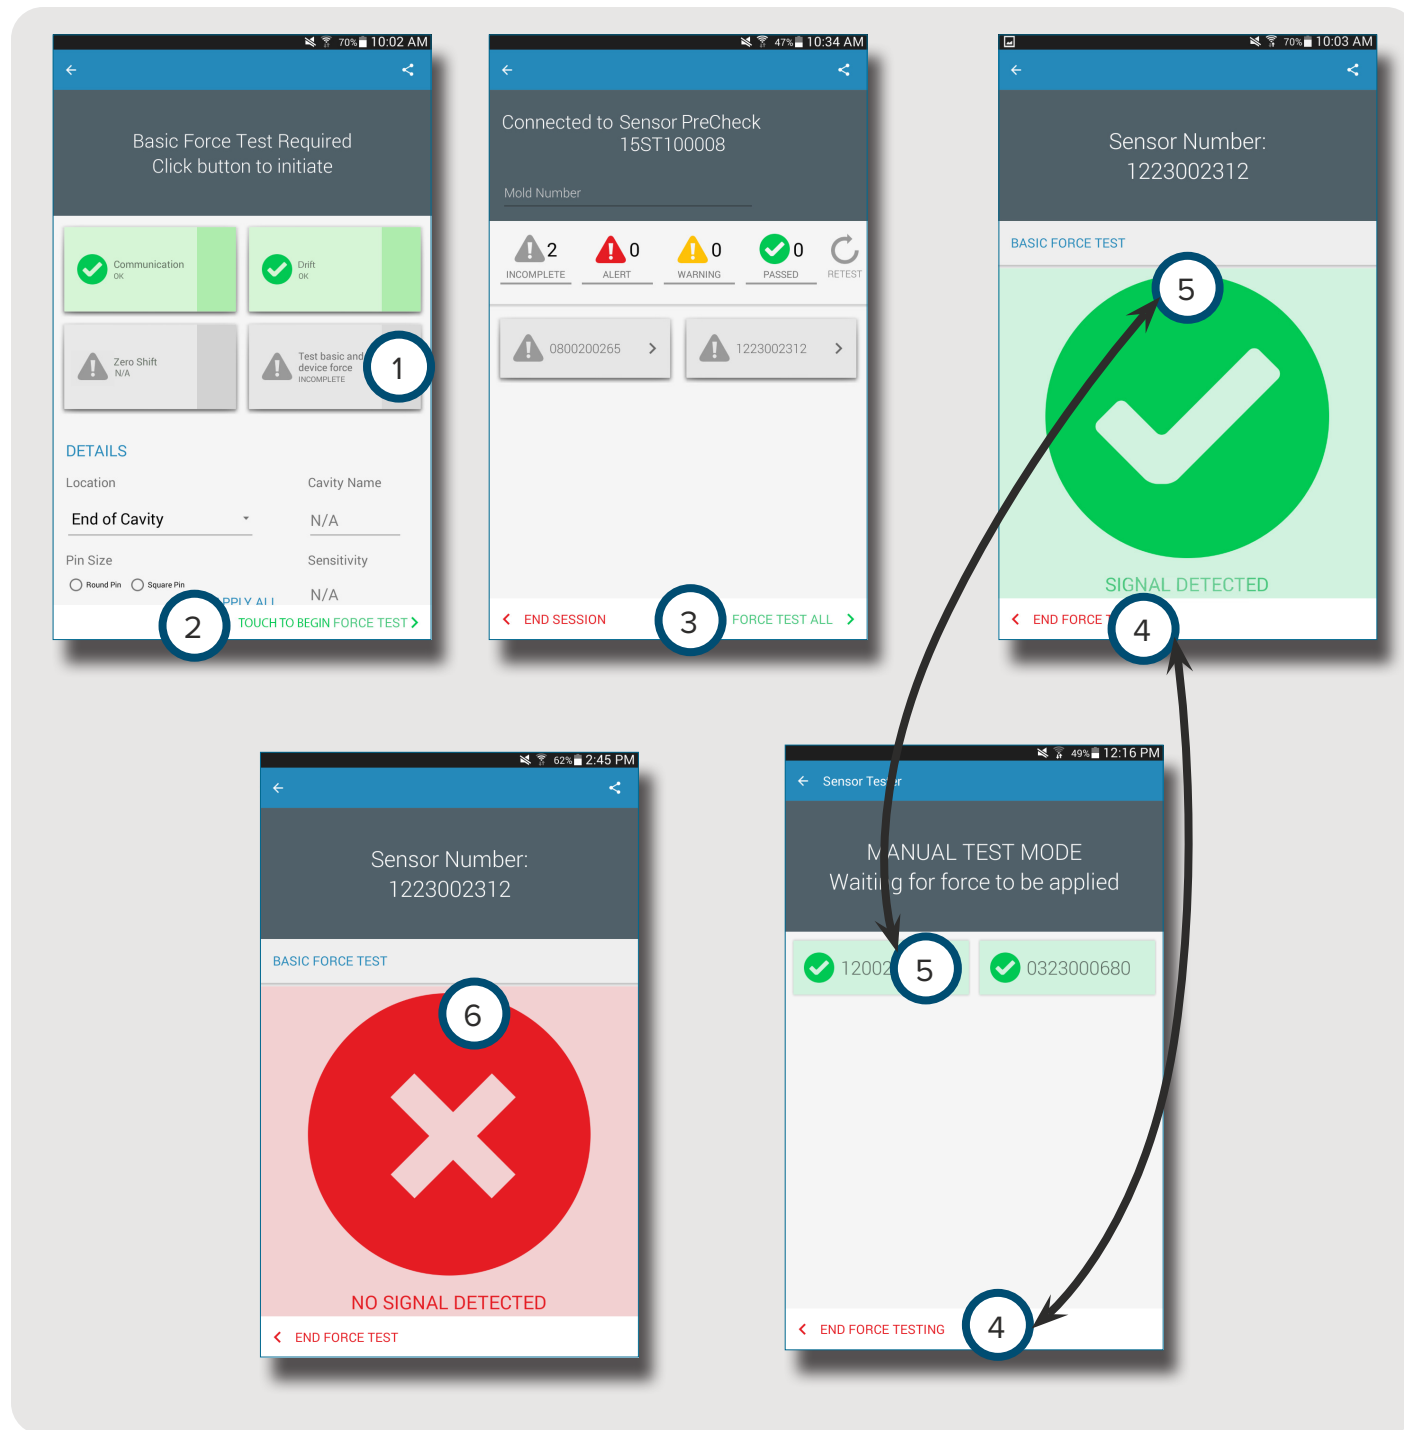 70% 10:02 AM
Basic Force Test Required
Click button to initiate
Communication
OK
Drift
OK
Zero Shift
N/A
Test basic and
device force
INCOMPLETE
1
DETAILS
Location
Cavity Name
End of Cavity
N/A
Pin Size
Sensitivity
Round Pin
Square Pin
N/A
2
TOUCH TO BEGIN FORCE TEST
47% 10:34 AM
Connected to Sensor PreCheck
15ST100008
Mold Number
2
INCOMPLETE
0
ALERT
0
WARNING
0
PASSED
RETEST
0800200265
1223002312
END SESSION
3
FORCE TEST ALL
70% 10:03 AM
Sensor Number:
1223002312
BASIC FORCE TEST
5
SIGNAL DETECTED
END FORCE
4
62% 2:45 PM
Sensor Number:
1223002312
BASIC FORCE TEST
6
NO SIGNAL DETECTED
END FORCE TEST
49% 12:16 PM
Sensor Tester
MANUAL TEST MODE
Waiting for force to be applied
12002
5
0323000680
END FORCE TESTING
4